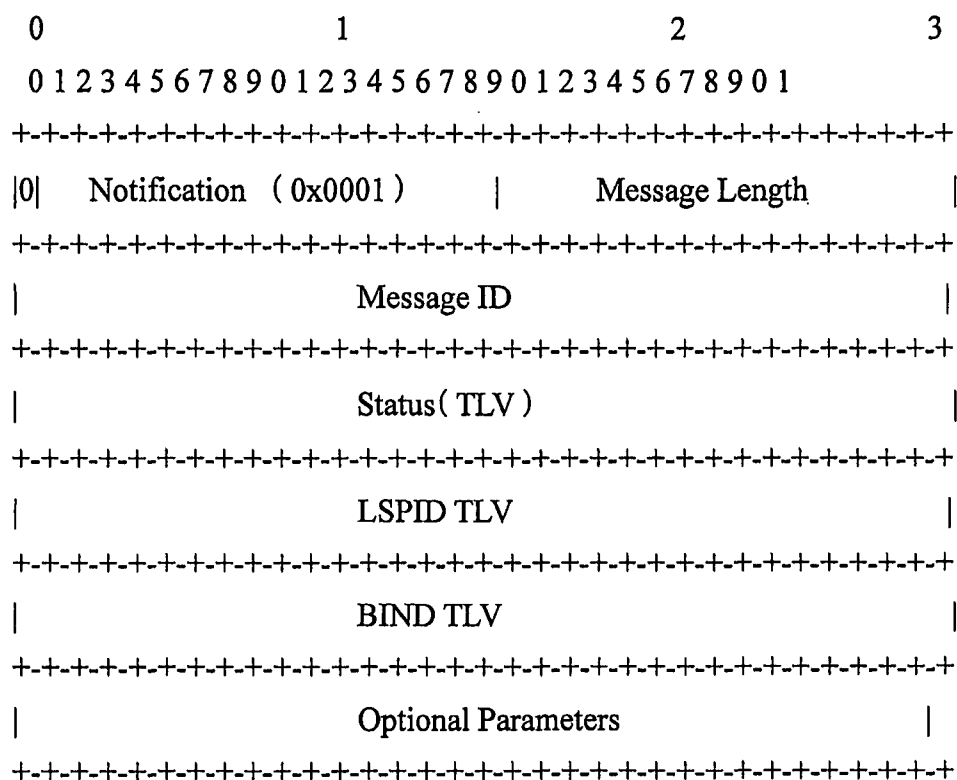 0 1 2 3
0 1 2 3 4 5 6 7 8 9 0 1 2 3 4 5 6 7 8 9 0 1 2 3 4 5 6 7 8 9 0 1
+-+-+-+-+-+-+-+-+-+-+-+-+-+-+-+-+-+-+-+-+-+-+-+-+-+-+-+-+-+-+-+-+
|0| Notification ( 0x0001 ) | Message Length |
+-+-+-+-+-+-+-+-+-+-+-+-+-+-+-+-+-+-+-+-+-+-+-+-+-+-+-+-+-+-+-+-+
| Message ID |
+-+-+-+-+-+-+-+-+-+-+-+-+-+-+-+-+-+-+-+-+-+-+-+-+-+-+-+-+-+-+-+-+
| Status( TLV ) |
+-+-+-+-+-+-+-+-+-+-+-+-+-+-+-+-+-+-+-+-+-+-+-+-+-+-+-+-+-+-+-+-+
| LSPID TLV |
+-+-+-+-+-+-+-+-+-+-+-+-+-+-+-+-+-+-+-+-+-+-+-+-+-+-+-+-+-+-+-+-+
| BIND TLV |
+-+-+-+-+-+-+-+-+-+-+-+-+-+-+-+-+-+-+-+-+-+-+-+-+-+-+-+-+-+-+-+-+
| Optional Parameters |
+-+-+-+-+-+-+-+-+-+-+-+-+-+-+-+-+-+-+-+-+-+-+-+-+-+-+-+-+-+-+-+-+